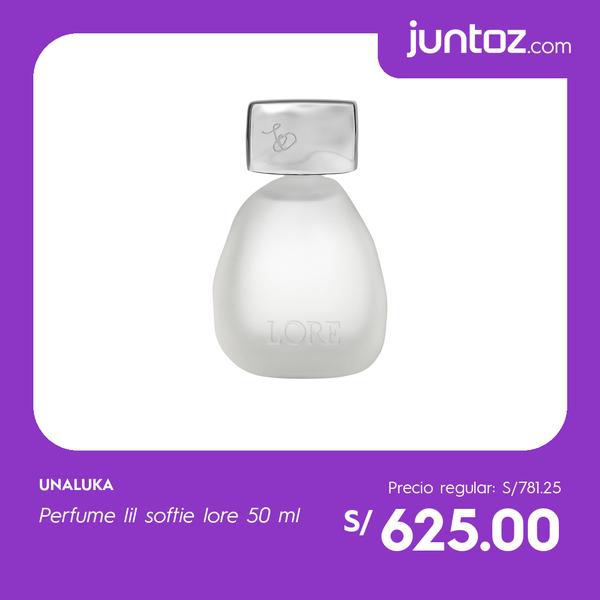 juntoz.com
LORE
UNALUKA
Perfume lil softie lore 50 ml
Precio regular: S/781.25
S/625.00